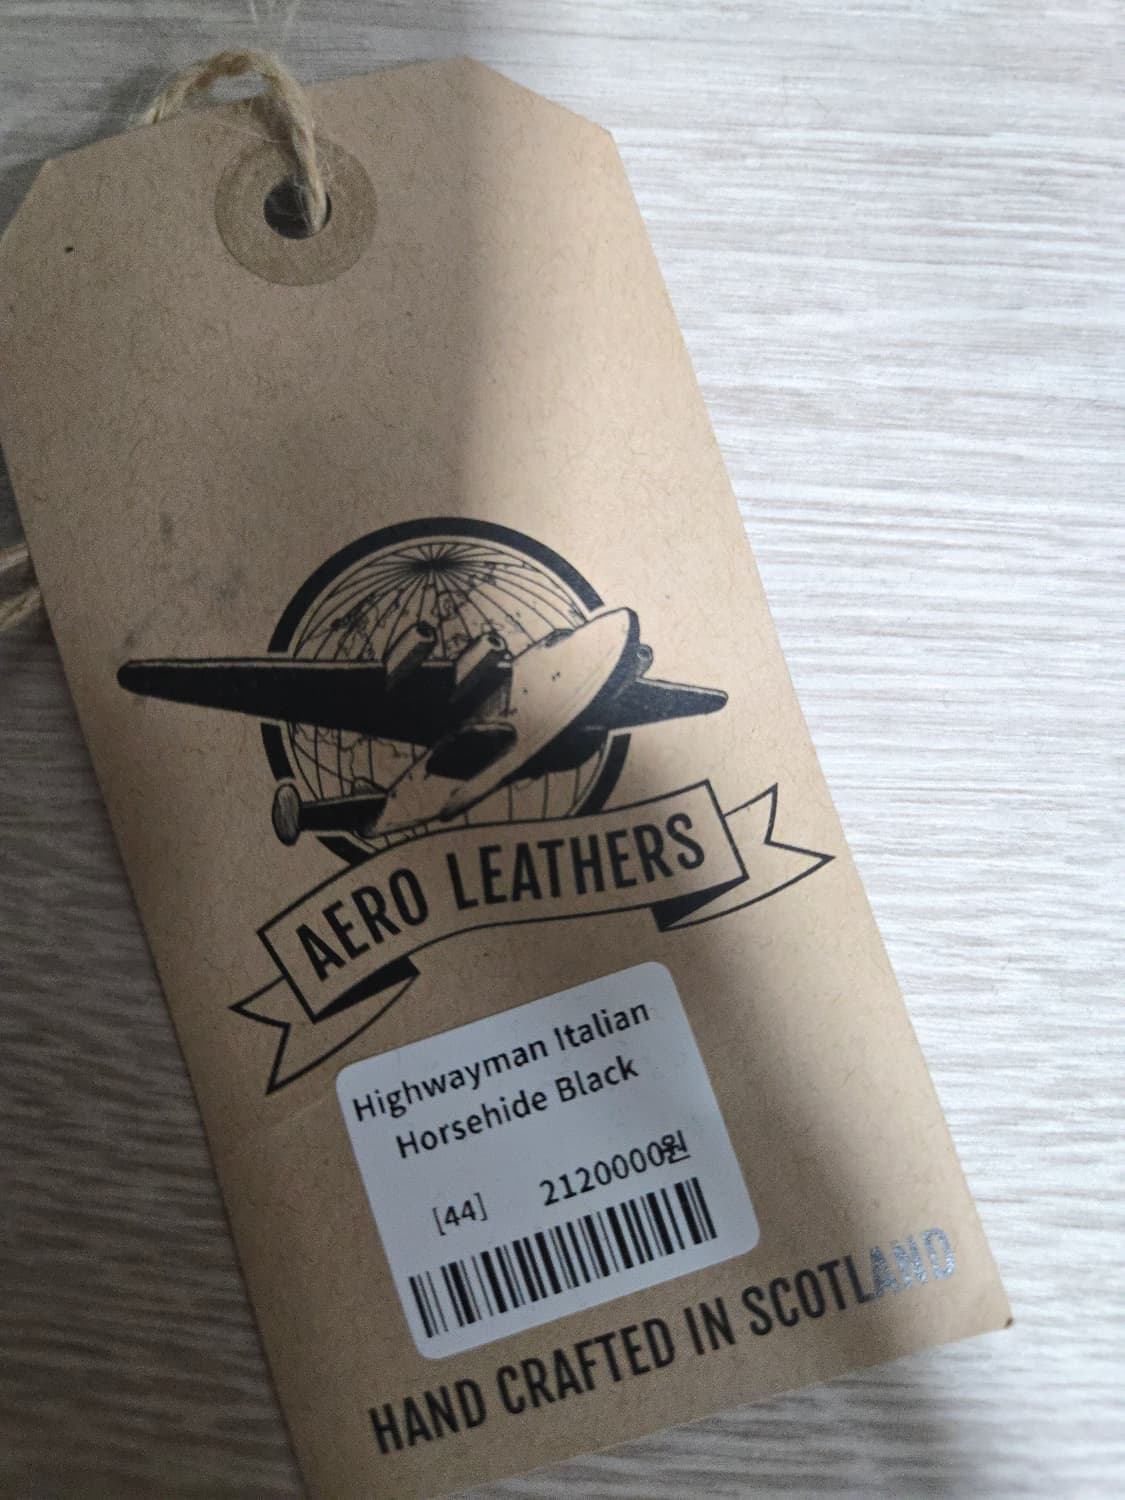 AERO LEATHERS
Highwayman Italian
Horsehide Black
[44] 2120000원
HAND CRAFTED IN SCOTLAND